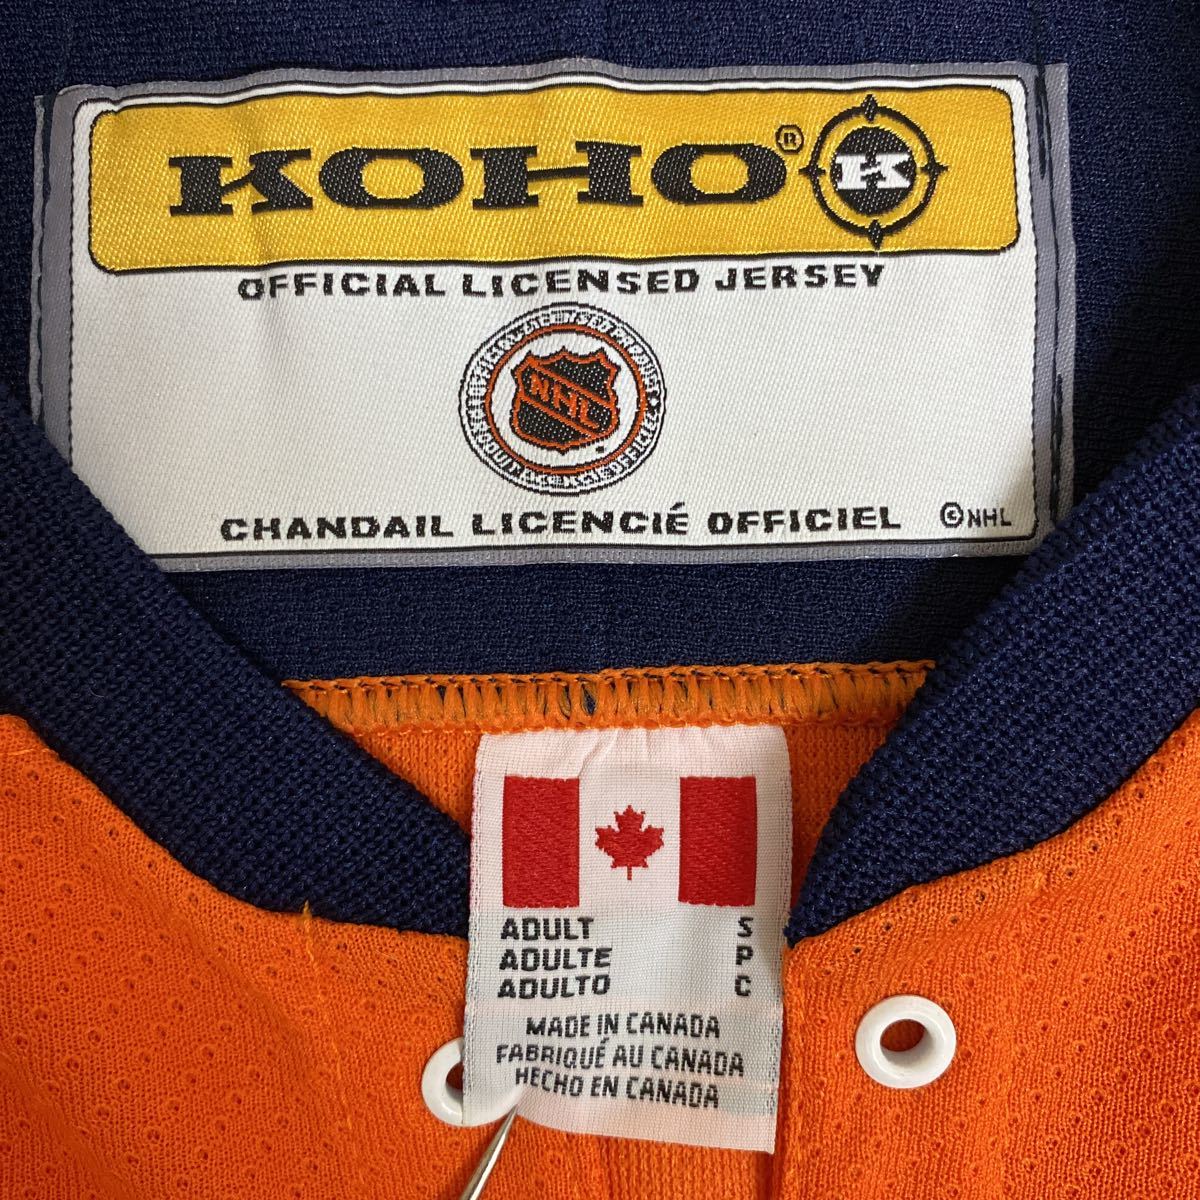 KOHO® K
OFFICIAL LICENSED JERSEY
NHL
CHANDAIL LICENCIÉ OFFICIEL ©NHL
ADULT S
ADULTE P
ADULTO C
MADE IN CANADA
FABRIQUÉ AU CANADA
HECHO EN CANADA